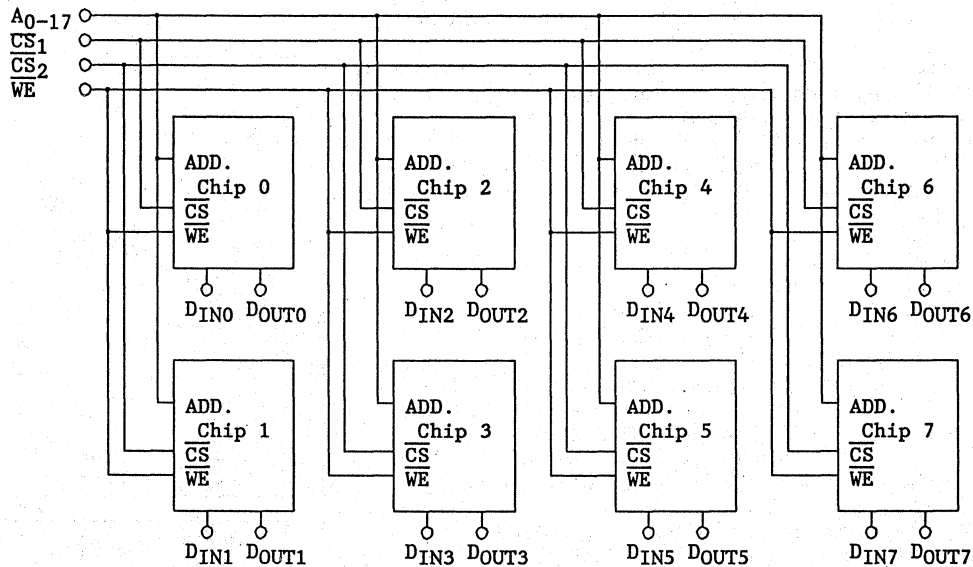 A0-17
CS1
CS2
WE
ADD.
Chip 0
CS
WE
DIN0 DOUT0
ADD.
Chip 2
CS
WE
DIN2 DOUT2
ADD.
Chip 4
CS
WE
DIN4 DOUT4
ADD.
Chip 6
CS
WE
DIN6 DOUT6
ADD.
Chip 1
CS
WE
DIN1 DOUT1
ADD.
Chip 3
CS
WE
DIN3 DOUT3
ADD.
Chip 5
CS
WE
DIN5 DOUT5
ADD.
Chip 7
CS
WE
DIN7 DOUT7